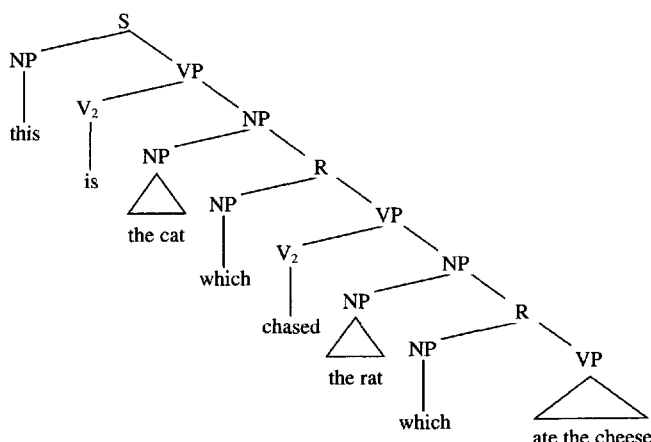 S
NP VP
this V₂ NP
is NP R
the cat NP VP
which V₂ NP
chased NP R
the rat NP VP
which ate the cheese